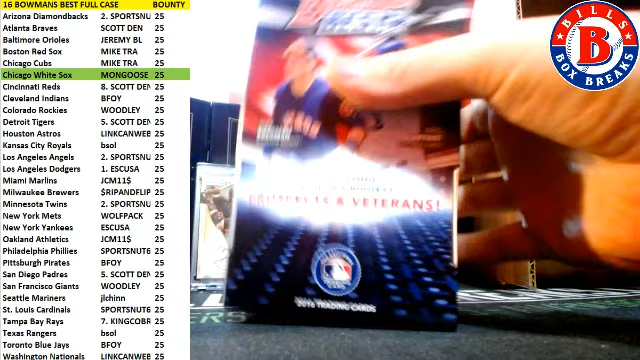 16 BOWMANS BEST FULL CASE BOUNTY
Arizona Diamondbacks 2. SPORTSNU 25
Atlanta Braves SCOTT DEN 25
Baltimore Orioles JEREMY BL 25
Boston Red Sox MIKE TRA 25
Chicago Cubs MIKE TRA 25
Chicago White Sox MONGOOSE 25
Cincinnati Reds 8. SCOTT DEN 25
Cleveland Indians BFOY 25
Colorado Rockies WOODLEY 25
Detroit Tigers 5. SCOTT DEN 25
Houston Astros LINKCANWEB 25
Kansas City Royals bsol 25
Los Angeles Angels 2. SPORTSNU 25
Los Angeles Dodgers 1. ESCUSA 25
Miami Marlins JCM11$ 25
Milwaukee Brewers $RIPANDFLIP 25
Minnesota Twins 2. SPORTSNU 25
New York Mets WOLFPACK 25
New York Yankees ESCUSA 25
Oakland Athletics JCM11$ 25
Philadelphia Phillies SPORTSNUT6 25
Pittsburgh Pirates BFOY 25
San Diego Padres 5. SCOTT DEN 25
San Francisco Giants WOODLEY 25
Seattle Mariners jlchinn 25
St. Louis Cardinals SPORTSNUT6 25
Tampa Bay Rays 7. KINGCOBR 25
Texas Rangers bsol 25
Toronto Blue Jays BFOY 25
Washington Nationals LINKCANWEB 25
PROSPECTS & VETERANS!
2016 TRADING CARDS
BILLS
B
BOX BREAKS